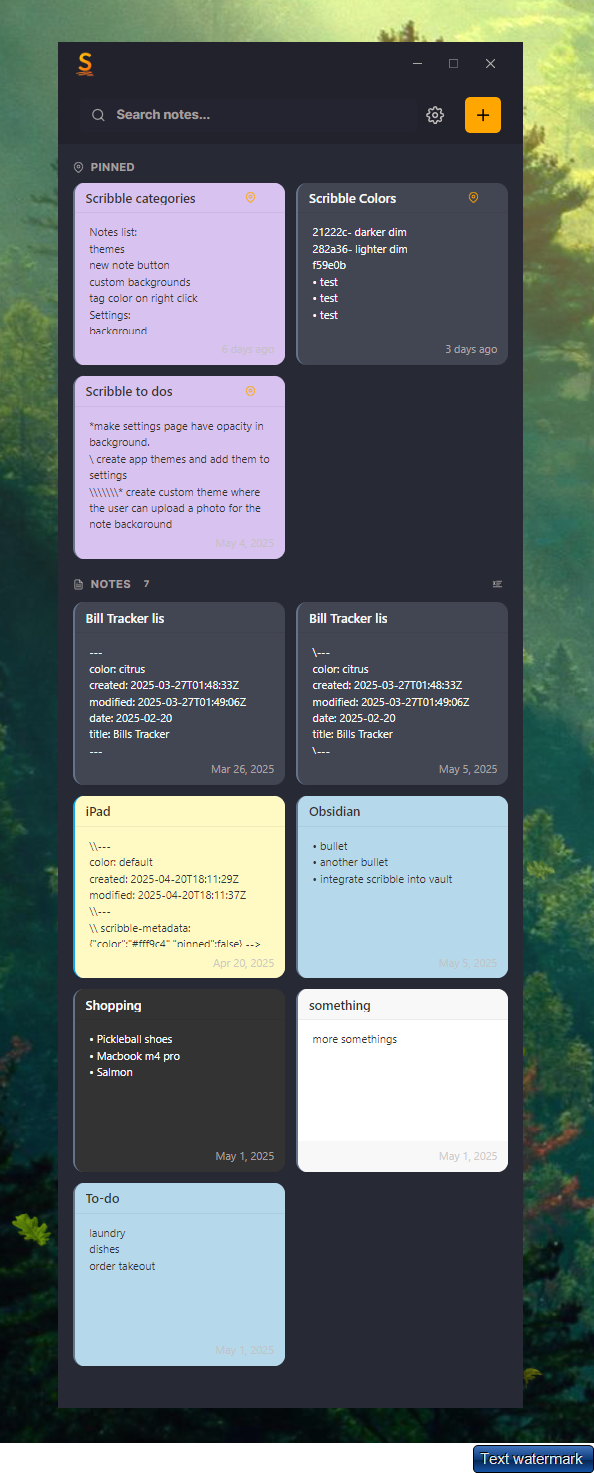 S
Search notes...
PINNED
Scribble categories
Notes list:
themes
new note button
custom backgrounds
tag color on right click
Settings:
background
6 days ago
Scribble Colors
21222c- darker dim
282a36- lighter dim
f59e0b
• test
• test
• test
3 days ago
Scribble to dos
*make settings page have opacity in
background.
\ create app themes and add them to
settings
\\\\\\\* create custom theme where
the user can upload a photo for the
note background
May 4, 2025
NOTES 7
Bill Tracker lis
---
color: citrus
created: 2025-03-27T01:48:33Z
modified: 2025-03-27T01:49:06Z
date: 2025-02-20
title: Bills Tracker
---
Mar 26, 2025
Bill Tracker lis
\---
color: citrus
created: 2025-03-27T01:48:33Z
modified: 2025-03-27T01:49:06Z
date: 2025-02-20
title: Bills Tracker
\---
May 5, 2025
iPad
\\---
color: default
created: 2025-04-20T18:11:29Z
modified: 2025-04-20T18:11:37Z
\\---
\\ scribble-metadata:
{"color":"#fff9c4","pinned":false} -->
Apr 20, 2025
Obsidian
• bullet
• another bullet
• integrate scribble into vault
May 5, 2025
Shopping
• Pickleball shoes
• Macbook m4 pro
• Salmon
May 1, 2025
something
more somethings
May 1, 2025
To-do
laundry
dishes
order takeout
May 1, 2025
Text watermark